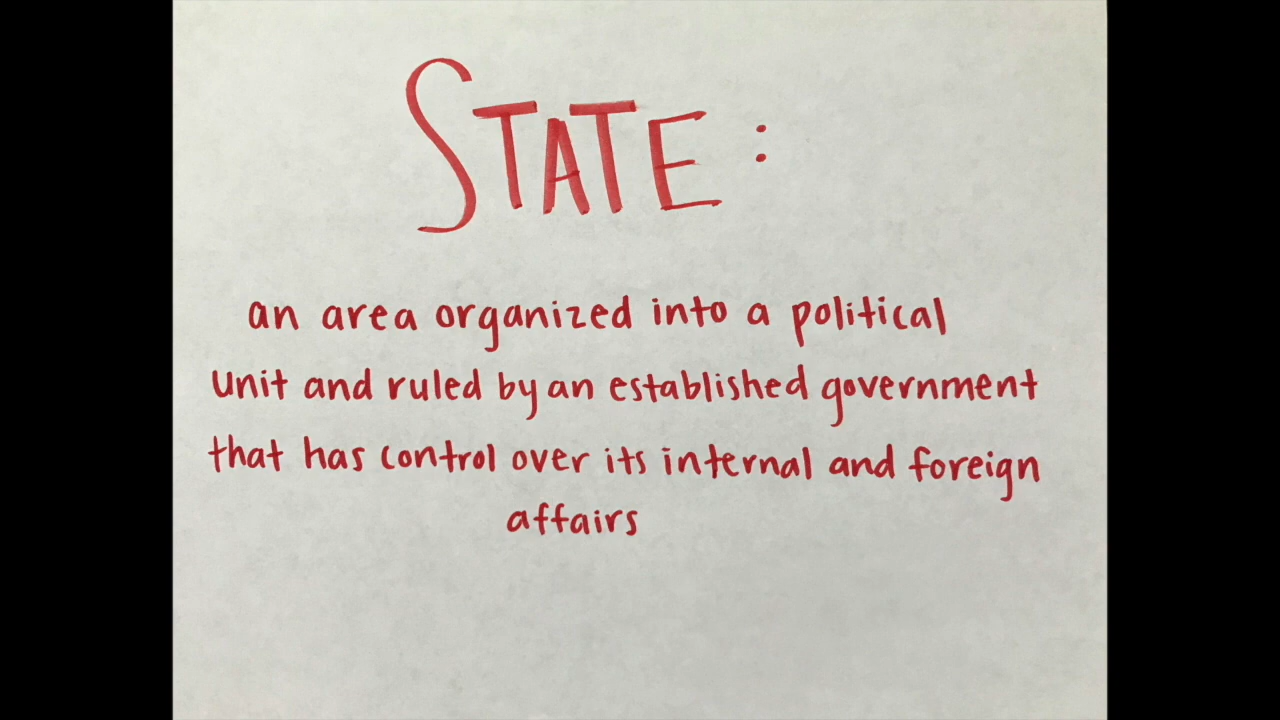 STATE:
an area organized into a political
unit and ruled by an established government
that has control over its internal and foreign
affairs